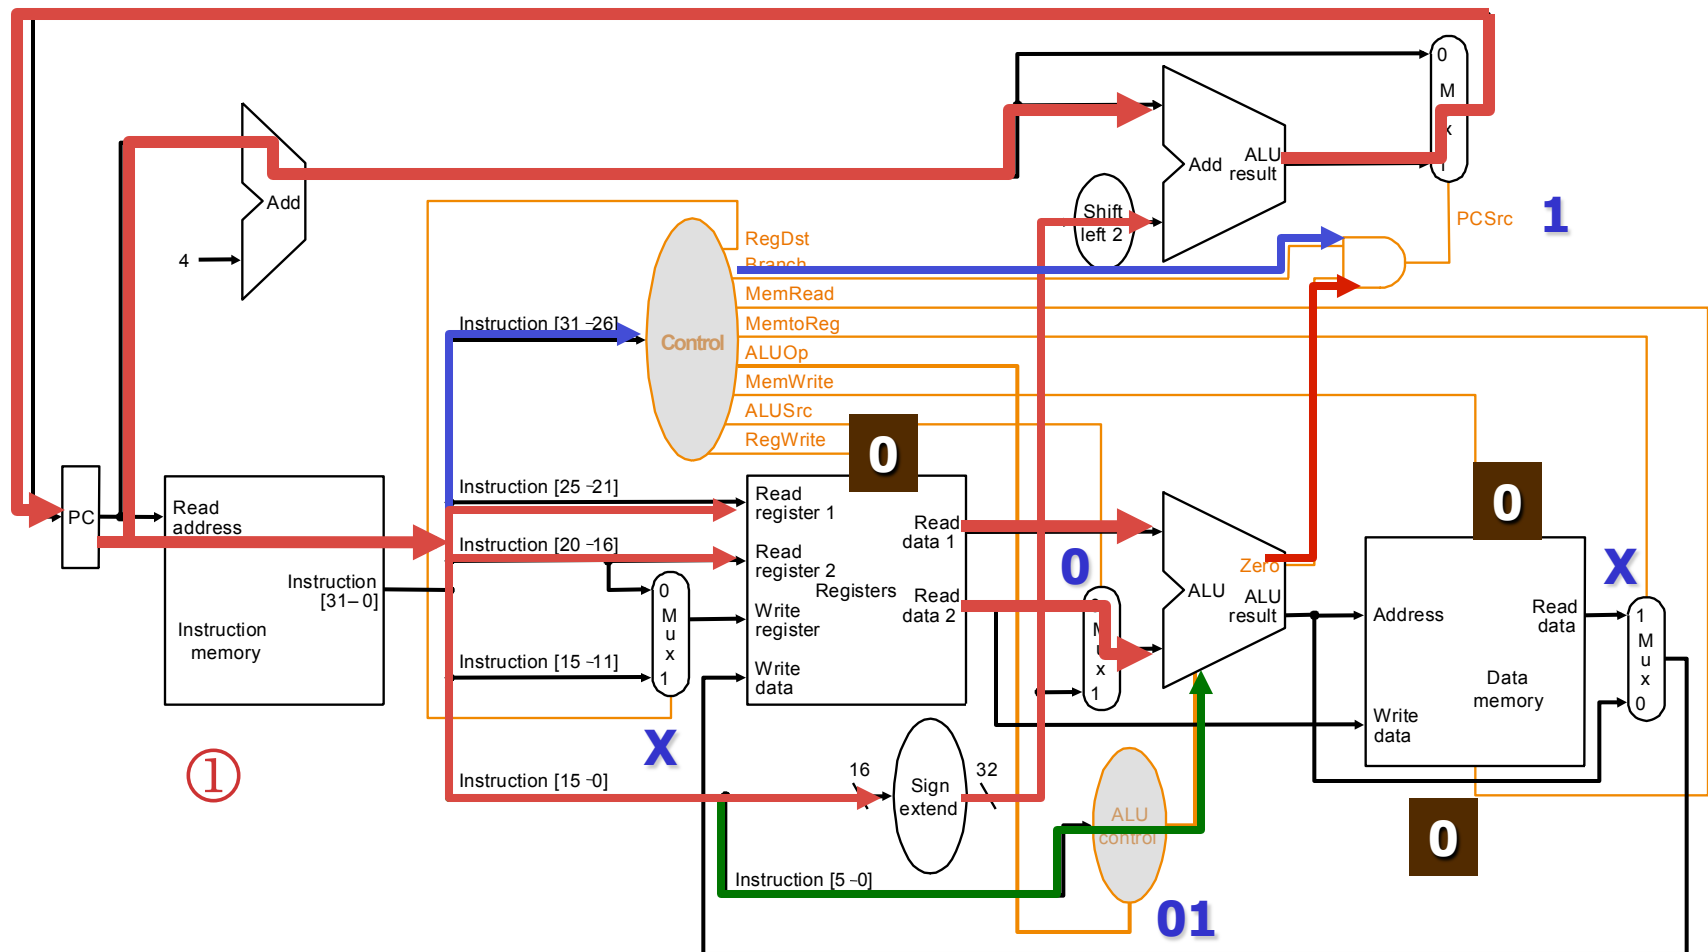 0
M
x
Add
ALU
result
Add
4
Shift
left 2
PCSrc
1
RegDst
Branch
MemRead
MemtoReg
ALUOp
MemWrite
ALUSrc
RegWrite
Control
Instruction [31–26]
0
0
PC
Read
address
Instruction
[31–0]
Instruction
memory
Instruction [25–21]
Instruction [20–16]
Instruction [15–11]
Instruction [15–0]
Instruction [5–0]
0
M
u
x
1
X
Read
register 1
Read
register 2
Registers
Write
register
Write
data
Read
data 1
Read
data 2
0
M
u
x
1
Zero
ALU
ALU
result
Address
Read
data
Data
memory
Write
data
X
1
M
u
x
0
①
16
Sign
extend
32
ALU
control
01
0